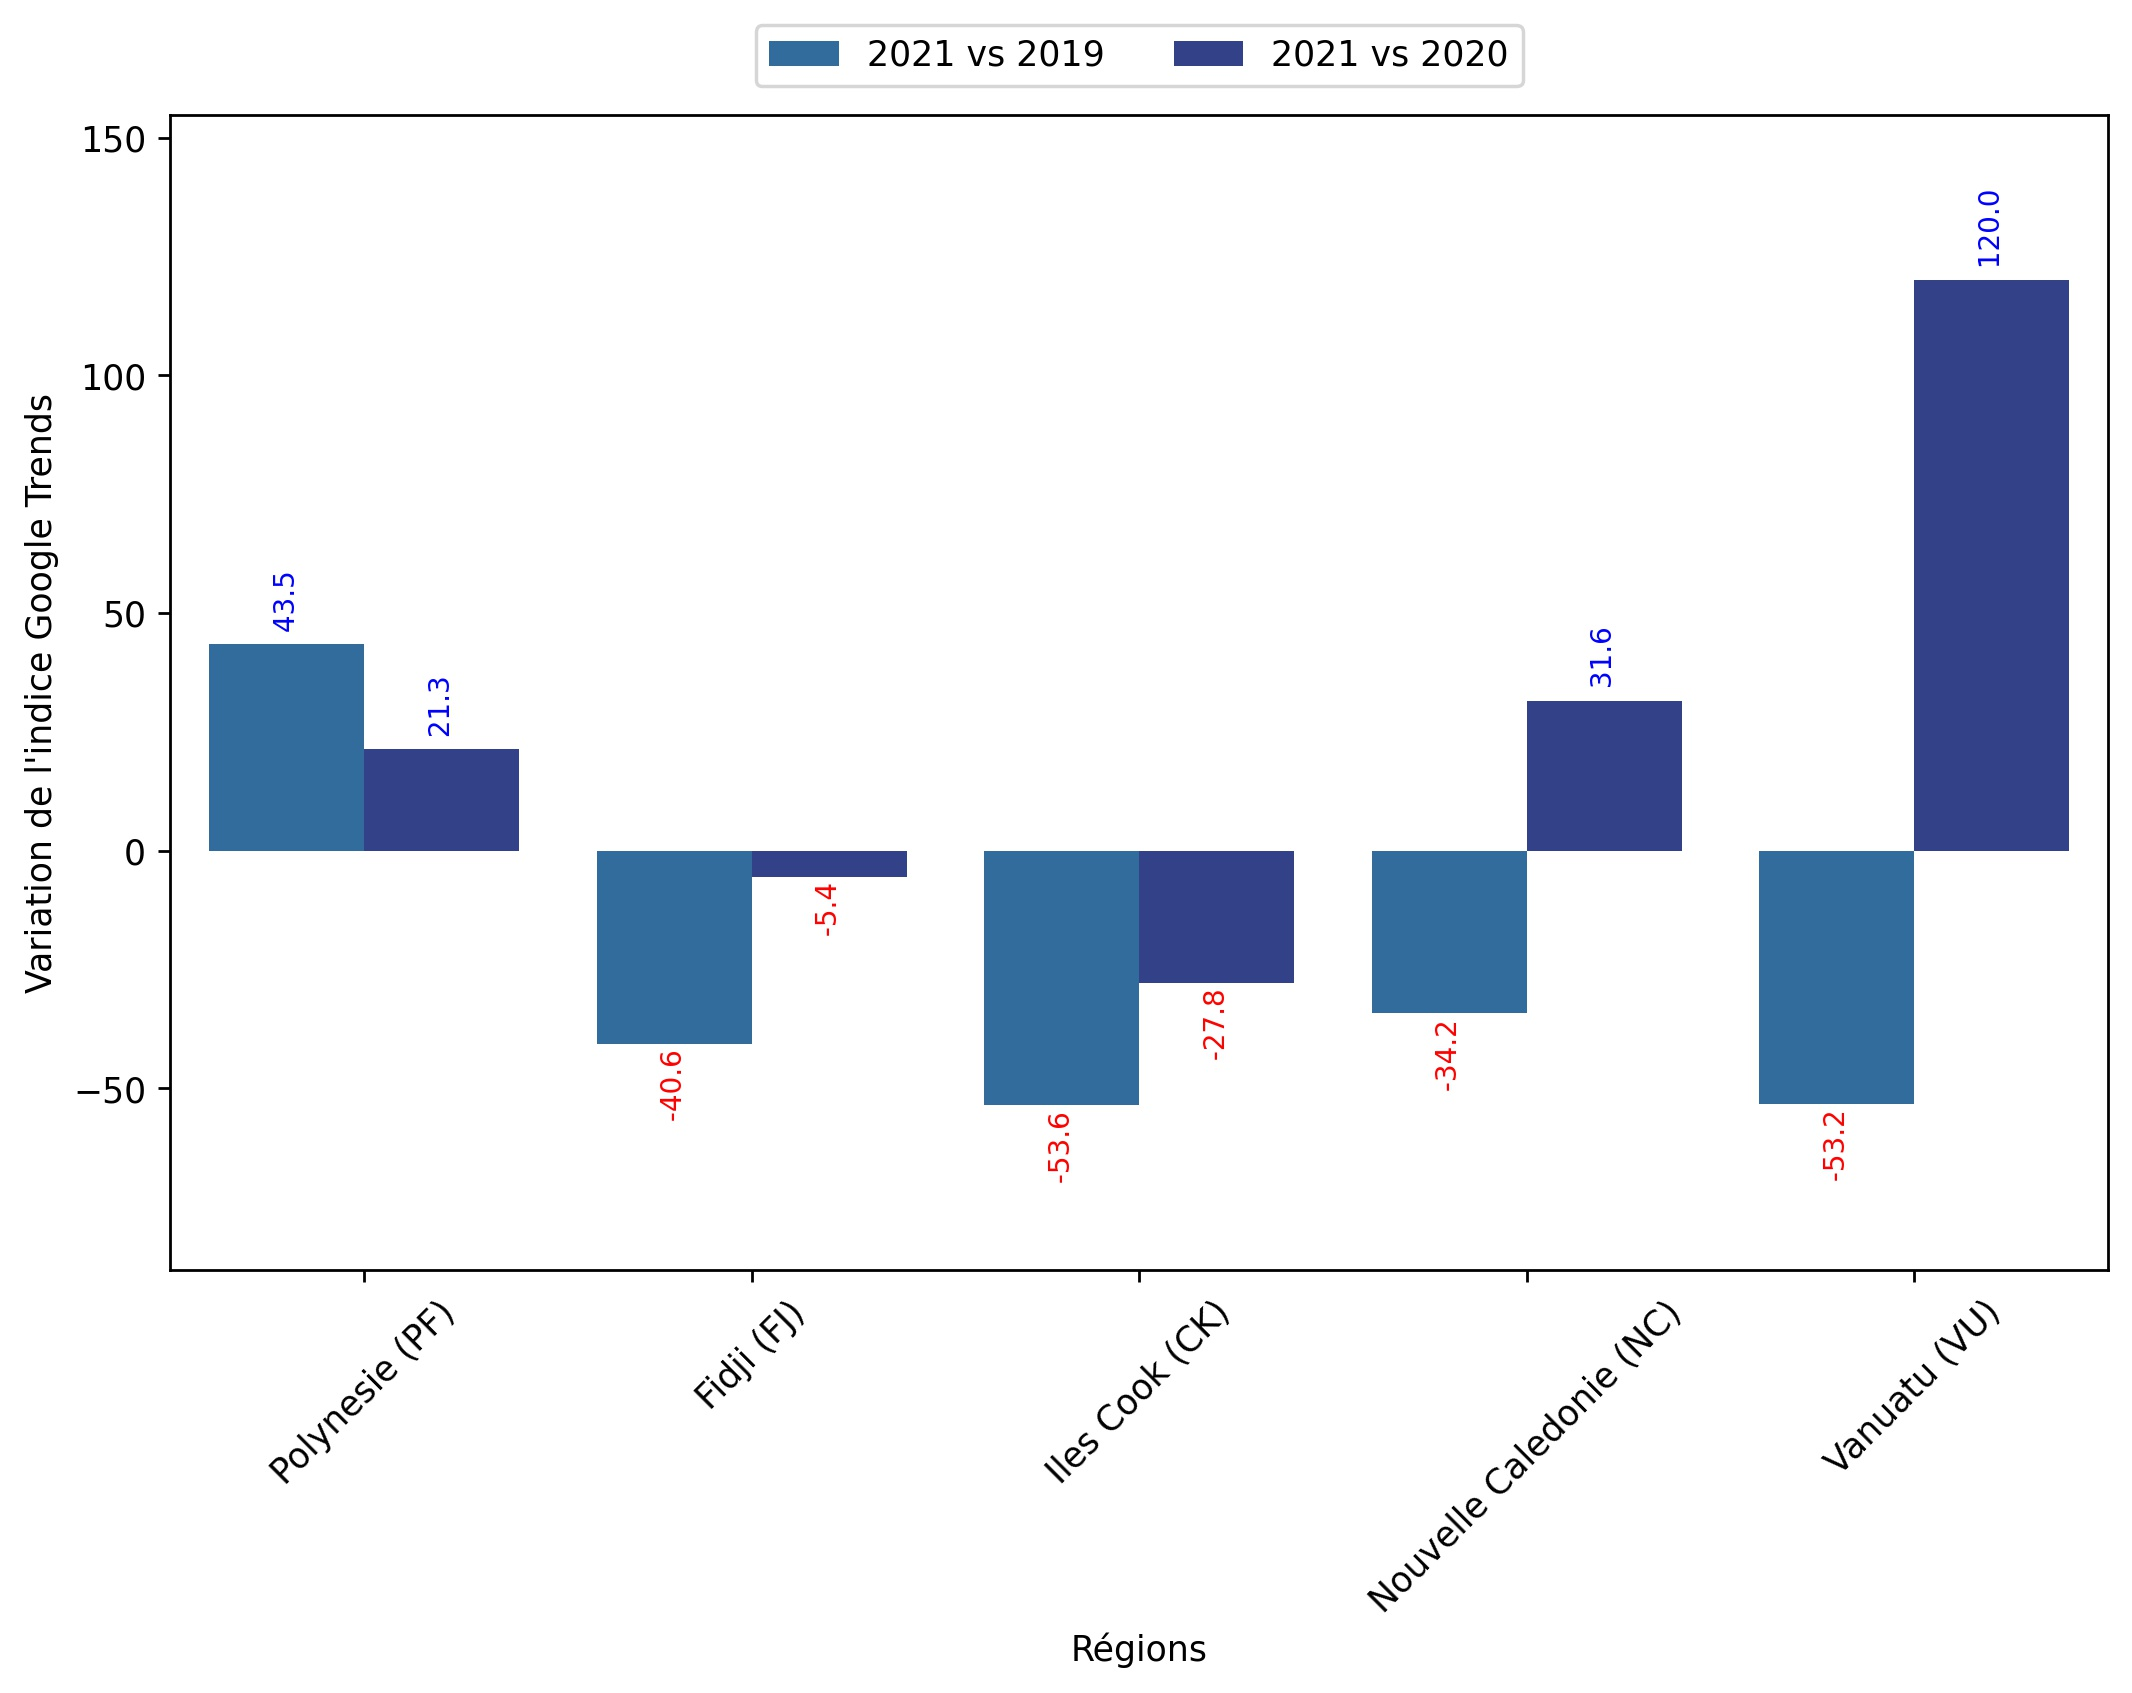 2021 vs 2019
2021 vs 2020
Variation de l'indice Google Trends
150
100
50
0
−50
43.5
21.3
-40.6
-5.4
-53.6
-27.8
-34.2
31.6
-53.2
120.0
Polynesie (PF)
Fidji (FJ)
Iles Cook (CK)
Nouvelle Caledonie (NC)
Vanuatu (VU)
Régions